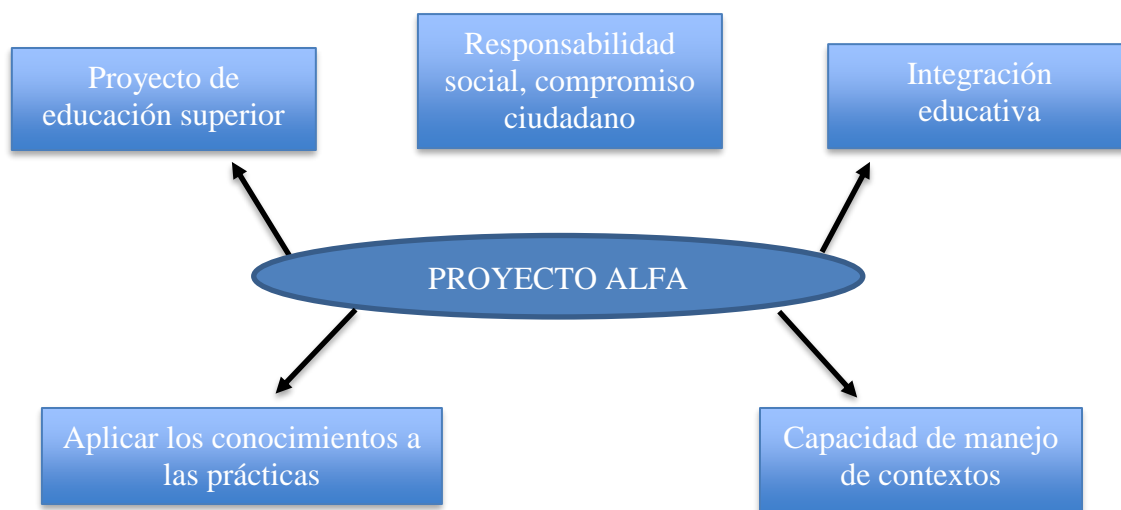 Proyecto de
educación superior
Responsabilidad
social, compromiso
ciudadano
Integración
educativa
PROYECTO ALFA
Aplicar los conocimientos a
las prácticas
Capacidad de manejo
de contextos